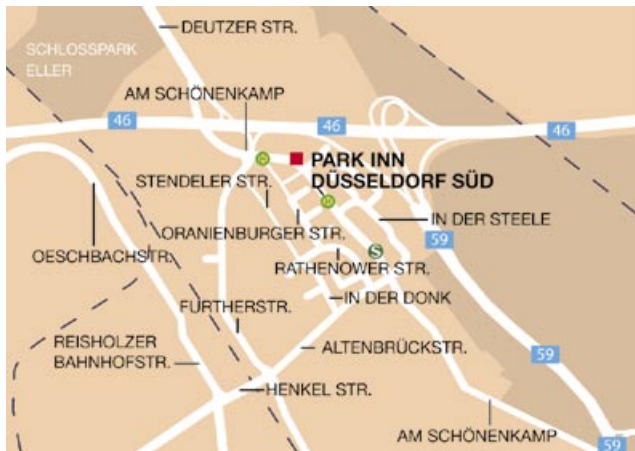 DEUTZER STR.
SCHLOSSPARK
ELLER
AM SCHÖNENKAMP
46
46
46
PARK INN
DÜSSELDORF SÜD
H
STENDELER STR.
H
IN DER STEELE
ORANIENBURGER STR.
59
OESCHBACHSTR.
S
RATHENOWER STR.
IN DER DONK
FÜRTHERSTR.
REISHOLZER
BAHNHOFSTR.
ALTENBRÜCKSTR.
59
HENKEL STR.
AM SCHÖNENKAMP
59